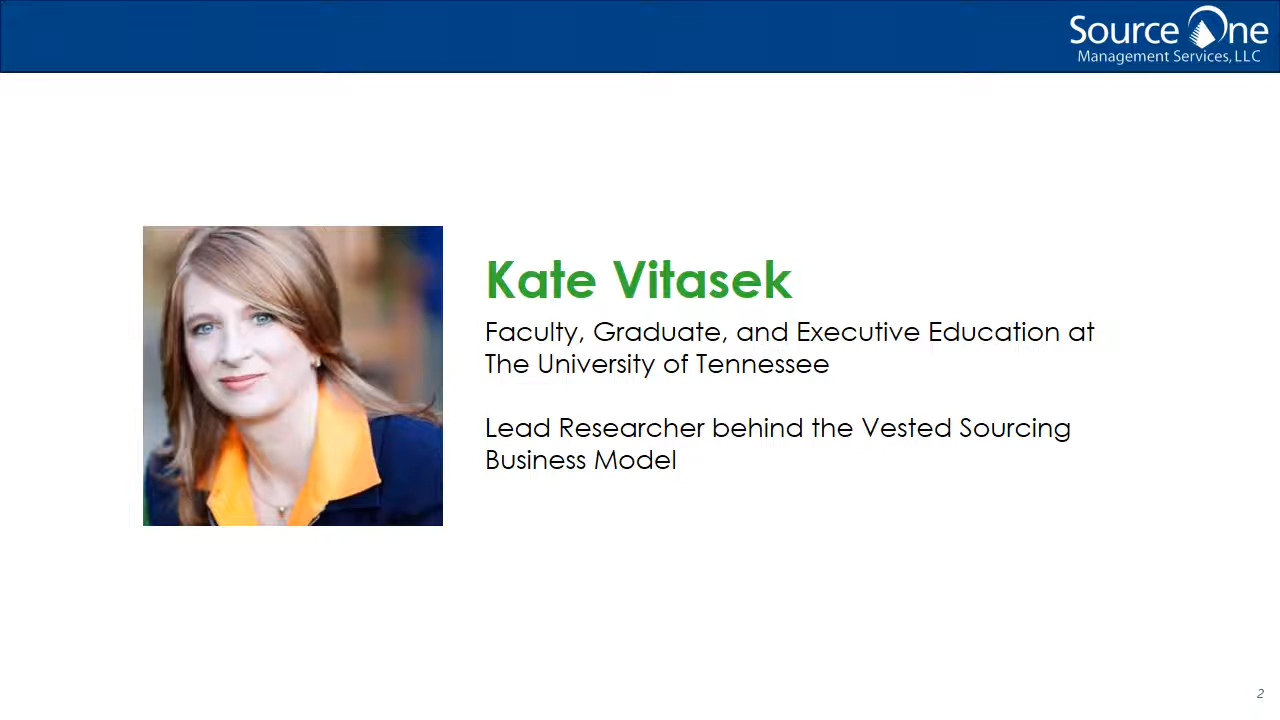 Source One
Management Services, LLC
Kate Vitasek
Faculty, Graduate, and Executive Education at
The University of Tennessee
Lead Researcher behind the Vested Sourcing
Business Model
2